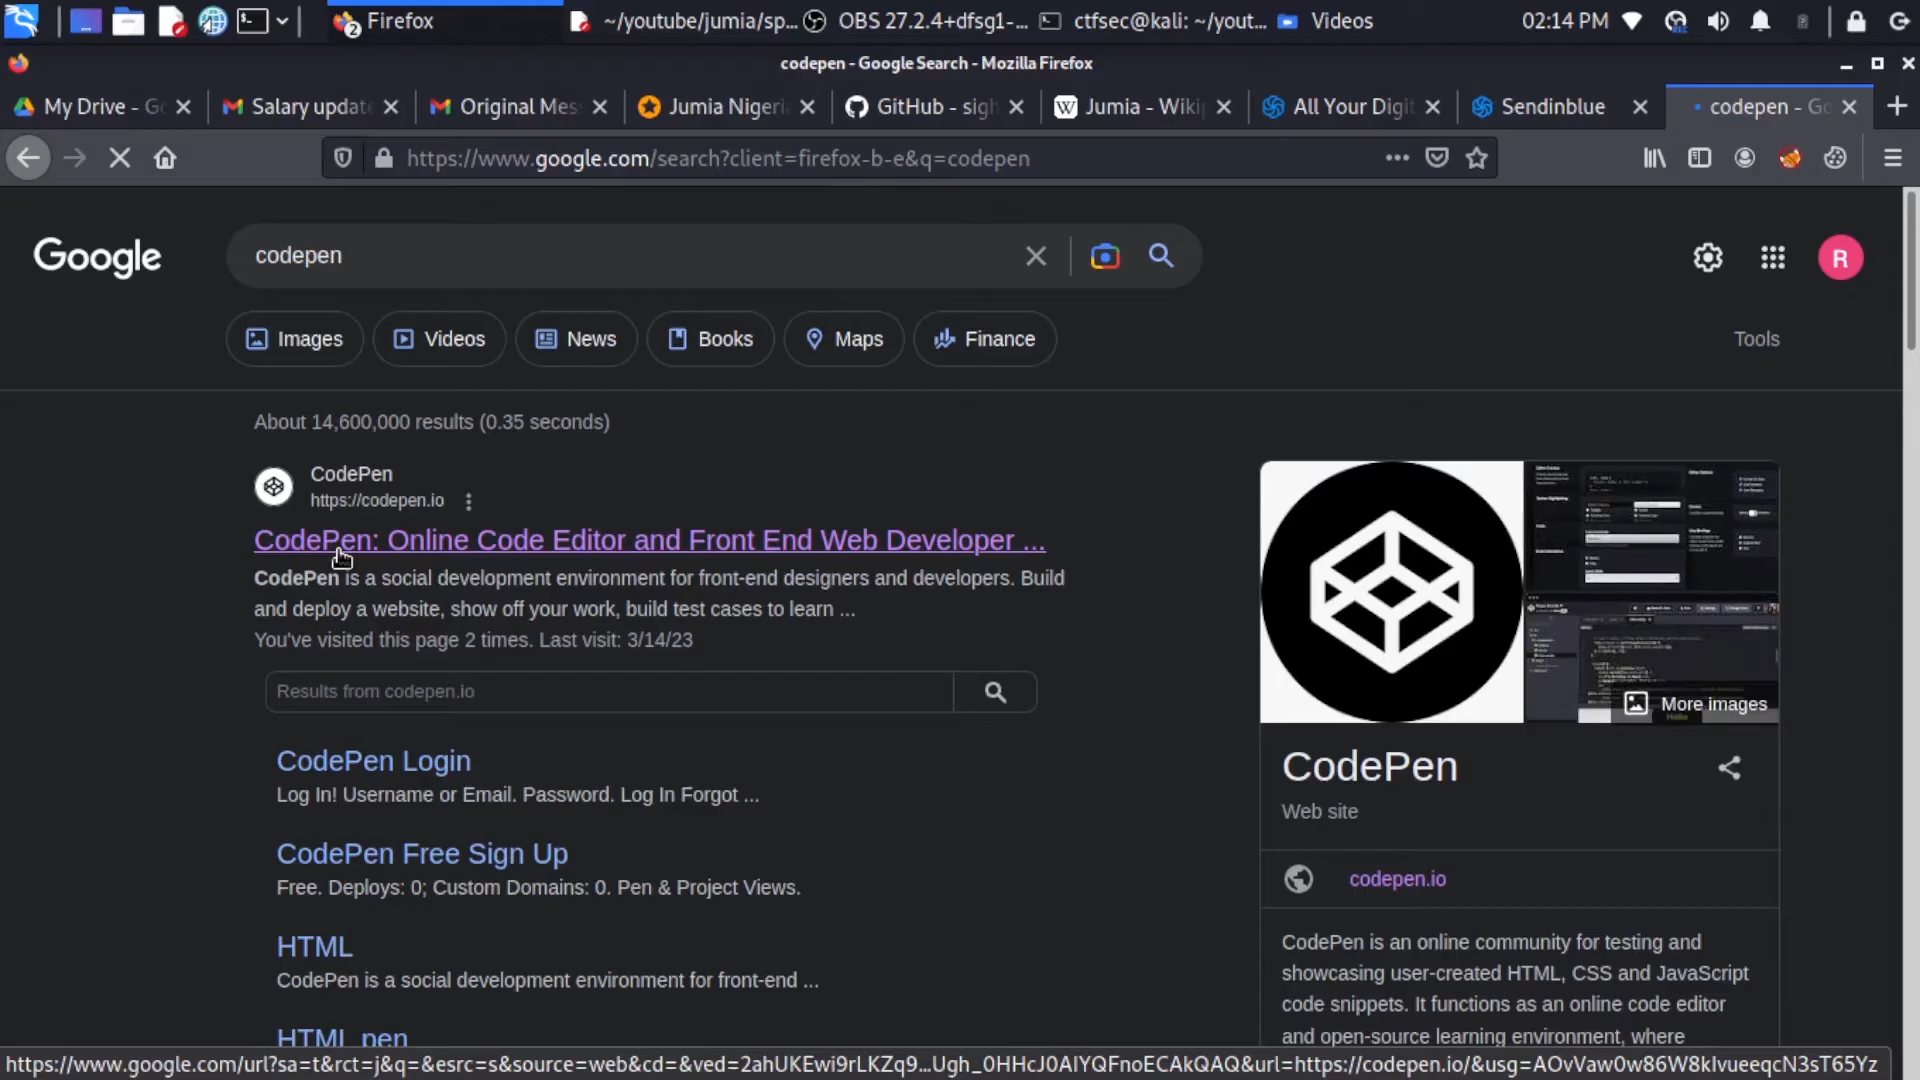 Firefox
2
~/youtube/jumia/sp...
OBS 27.2.4+dfsg1-...
ctfsec@kali: ~/yout...
Videos
02:14 PM
codepen - Google Search - Mozilla Firefox
My Drive - Go
Salary update
Original Mes
Jumia Nigeri
GitHub - sigh
Jumia - Wiki
All Your Digit
Sendinblue
codepen - Go
https://www.google.com/search?client=firefox-b-e&q=codepen
Google
codepen
R
Images
Videos
News
Books
Maps
Finance
Tools
About 14,600,000 results (0.35 seconds)
CodePen
https://codepen.io
CodePen: Online Code Editor and Front End Web Developer ...
CodePen is a social development environment for front-end designers and developers. Build
and deploy a website, show off your work, build test cases to learn ...
You've visited this page 2 times. Last visit: 3/14/23
Results from codepen.io
CodePen Login
Log In! Username or Email. Password. Log In Forgot ...
CodePen Free Sign Up
Free. Deploys: 0; Custom Domains: 0. Pen & Project Views.
HTML
CodePen is a social development environment for front-end ...
HTML pen
More images
CodePen
Web site
codepen.io
CodePen is an online community for testing and
showcasing user-created HTML, CSS and JavaScript
code snippets. It functions as an online code editor
and open-source learning environment, where
https://www.google.com/url?sa=t&rct=j&q=&esrc=s&source=web&cd=&ved=2ahUKEwi9rLKZq9...Ugh_0HHcJ0AIYQFnoECAkQAQ&url=https://codepen.io/&usg=AOvVaw0w86W8kIvueeqcN3sT65Yz